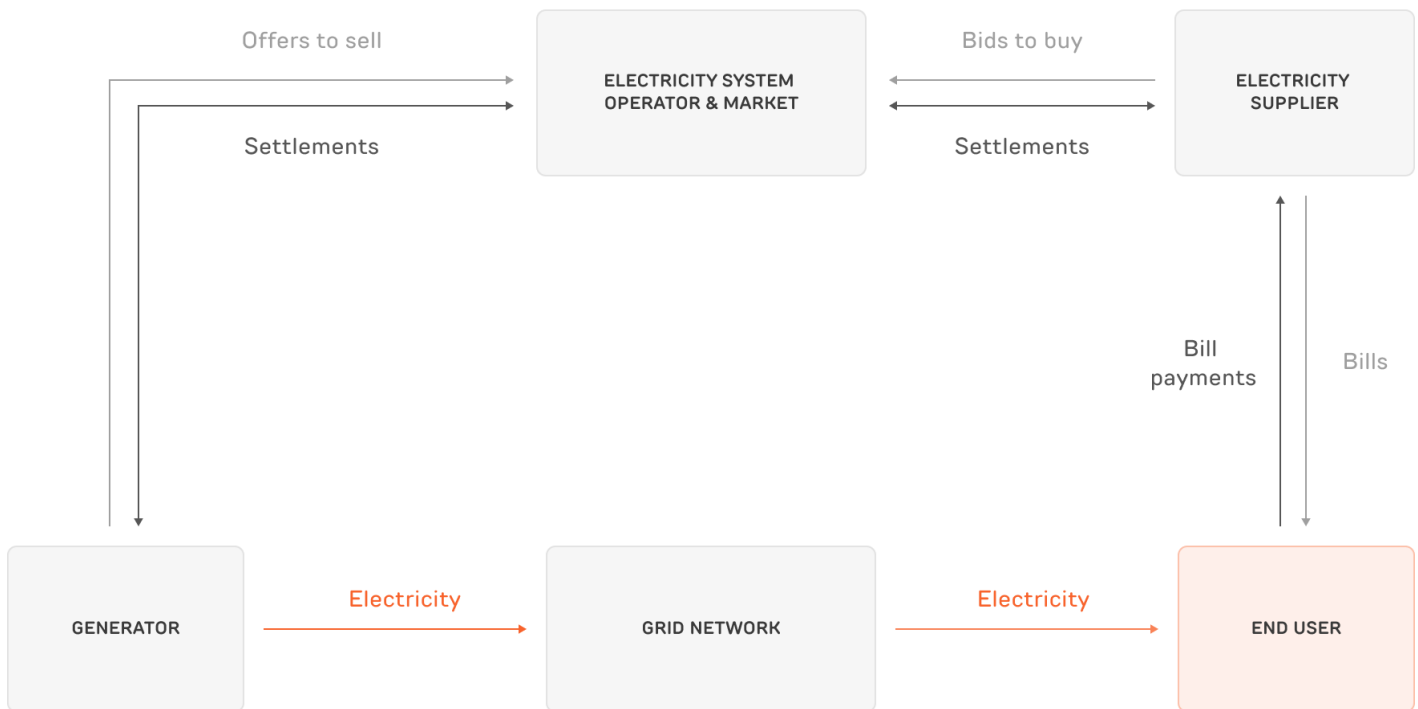 Offers to sell
Bids to buy
ELECTRICITY SYSTEM
OPERATOR & MARKET
ELECTRICITY
SUPPLIER
Settlements
Settlements
Bill
payments
Bills
Electricity
Electricity
GENERATOR
GRID NETWORK
END USER